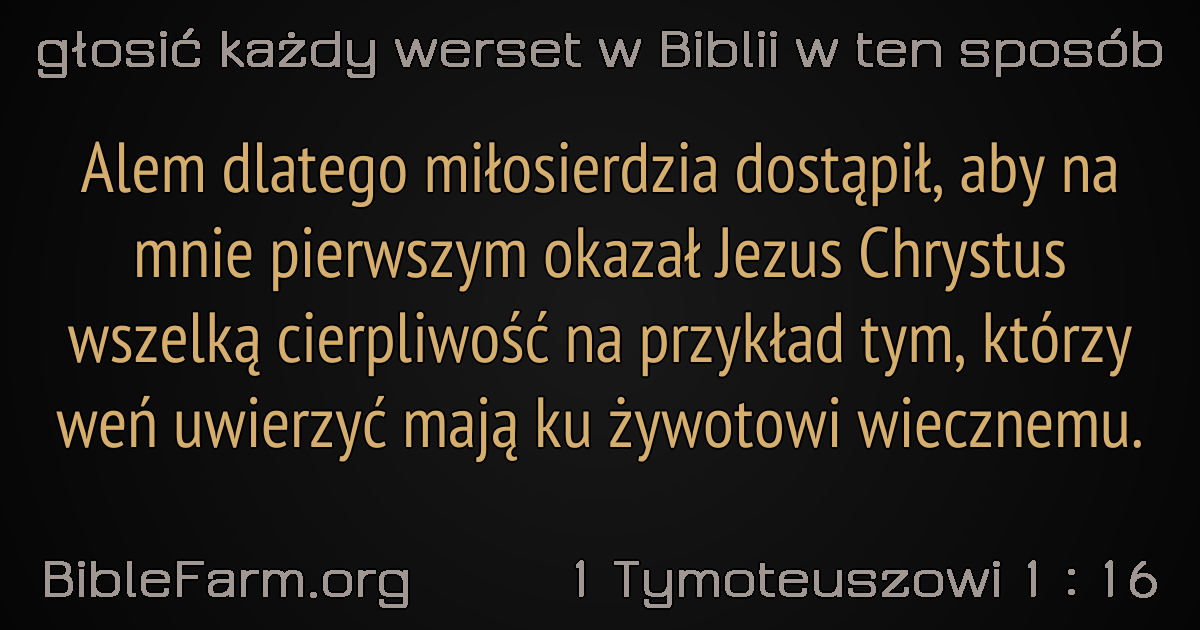 głosić każdy werset w Biblii w ten sposób
Alem dlatego miłosierdzia dostąpił, aby na
mnie pierwszym okazał Jezus Chrystus
wszelką cierpliwość na przykład tym, którzy
weń uwierzyć mają ku żywotowi wiecznemu.
BibleFarm.org 1 Tymoteuszowi 1 : 16